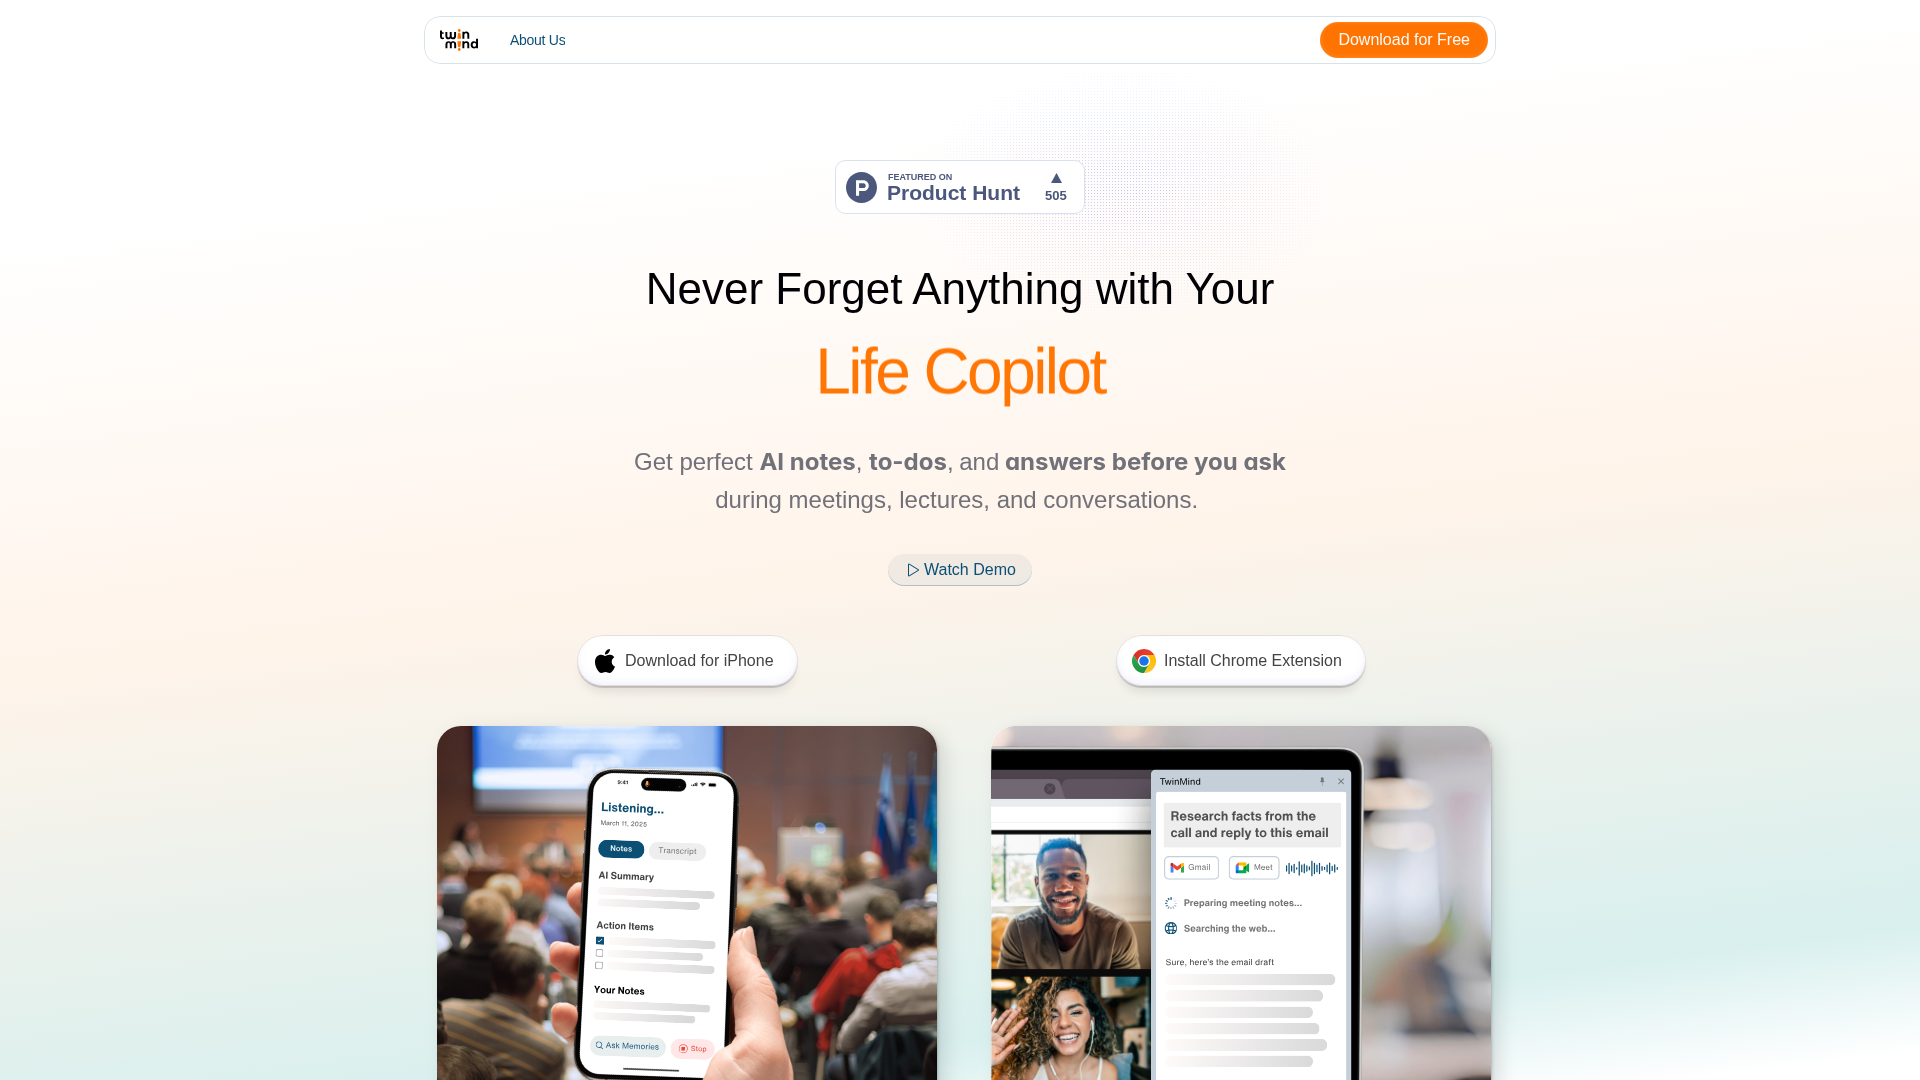 twin
mind
About Us
Download for Free
FEATURED ON
Product Hunt
505
Never Forget Anything with Your
Life Copilot
Get perfect AI notes, to-dos, and answers before you ask
during meetings, lectures, and conversations.
Watch Demo
Download for iPhone
Install Chrome Extension
9:41
Listening...
March 11, 2025
Notes
Transcript
AI Summary
Action Items
Your Notes
Ask Memories
Stop
TwinMind
Research facts from the
call and reply to this email
Gmail
Meet
Preparing meeting notes...
Searching the web...
Sure, here's the email draft